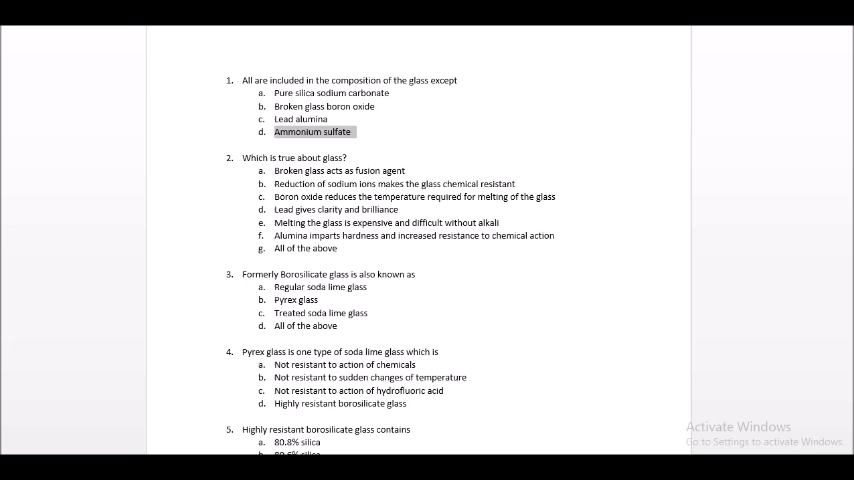 1. All are included in the composition of the glass except
a. Pure silica sodium carbonate
b. Broken glass boron oxide
c. Lead alumina
d. Ammonium sulfate
2. Which is true about glass?
a. Broken glass acts as fusion agent
b. Reduction of sodium ions makes the glass chemical resistant
c. Boron oxide reduces the temperature required for melting of the glass
d. Lead gives clarity and brilliance
e. Melting the glass is expensive and difficult without alkali
f. Alumina imparts hardness and increased resistance to chemical action
g. All of the above
3. Formerly Borosilicate glass is also known as
a. Regular soda lime glass
b. Pyrex glass
c. Treated soda lime glass
d. All of the above
4. Pyrex glass is one type of soda lime glass which is
a. Not resistant to action of chemicals
b. Not resistant to sudden changes of temperature
c. Not resistant to action of hydrofluoric acid
d. Highly resistant borosilicate glass
5. Highly resistant borosilicate glass contains
a. 80.8% silica
Activate Windows
Go to Settings to activate Windows.